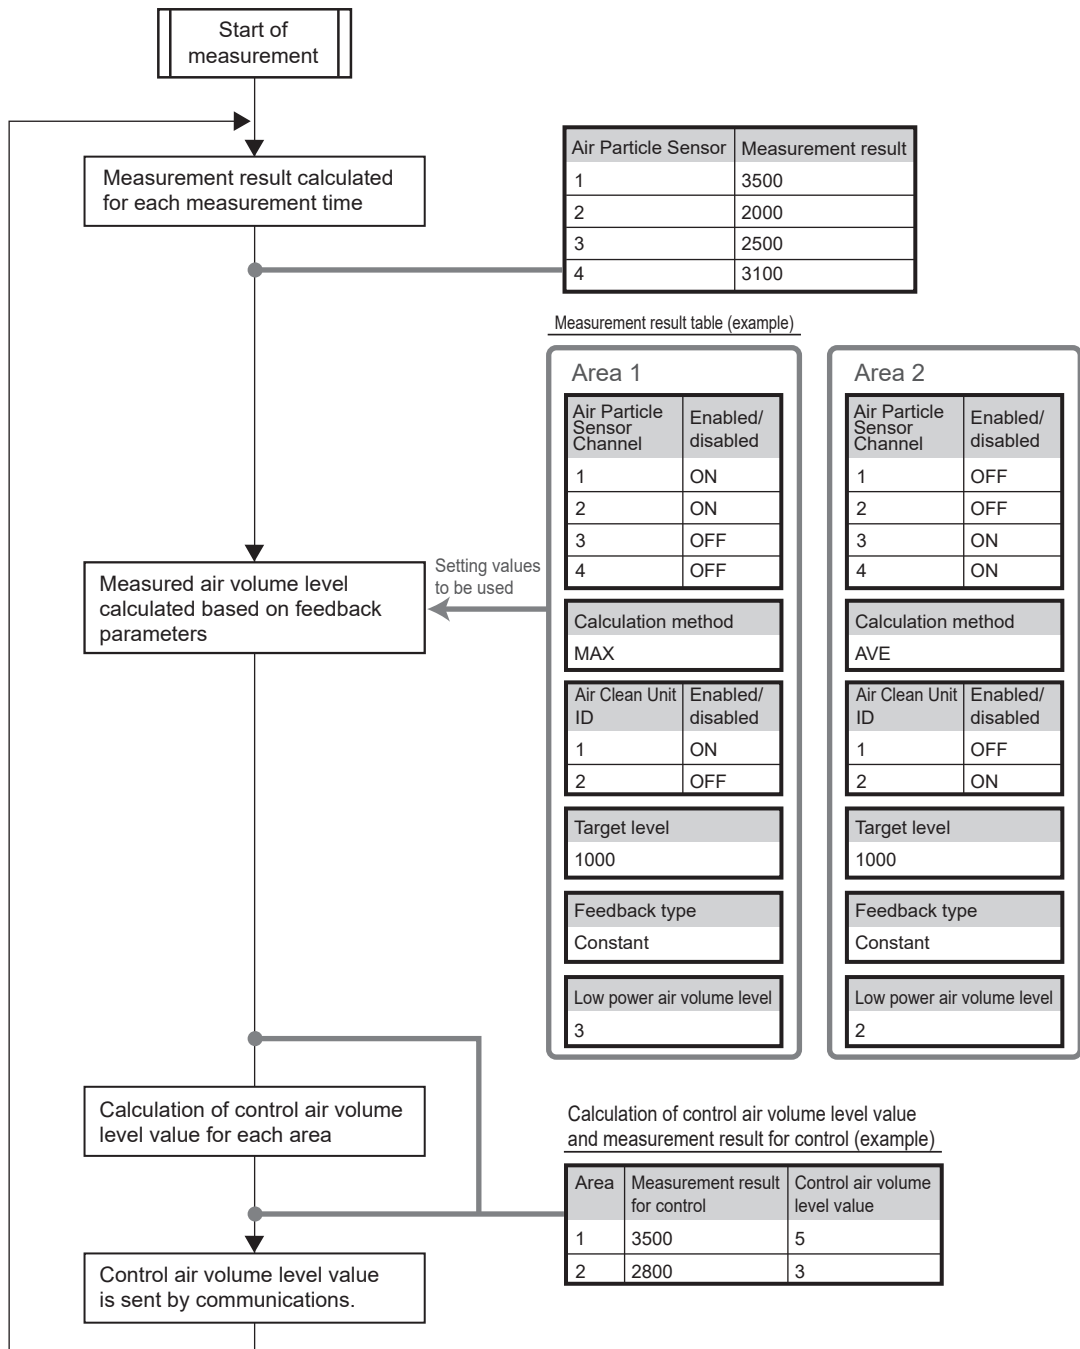 Start of
measurement
Measurement result calculated
for each measurement time
Air Particle Sensor Measurement result
1 3500
2 2000
3 2500
4 3100
Measurement result table (example)
Area 1
Air Particle
Sensor
Channel
Enabled/
disabled
1 ON
2 ON
3 OFF
4 OFF
Calculation method
MAX
Air Clean Unit
ID
Enabled/
disabled
1 ON
2 OFF
Target level
1000
Feedback type
Constant
Low power air volume level
3
Area 2
Air Particle
Sensor
Channel
Enabled/
disabled
1 OFF
2 OFF
3 ON
4 ON
Calculation method
AVE
Air Clean Unit
ID
Enabled/
disabled
1 OFF
2 ON
Target level
1000
Feedback type
Constant
Low power air volume level
2
Setting values
to be used
Measured air volume level
calculated based on feedback
parameters
Calculation of control air volume
level value for each area
Calculation of control air volume level value
and measurement result for control (example)
Area
Measurement result
for control
Control air volume
level value
1 3500 5
2 2800 3
Control air volume level value
is sent by communications.